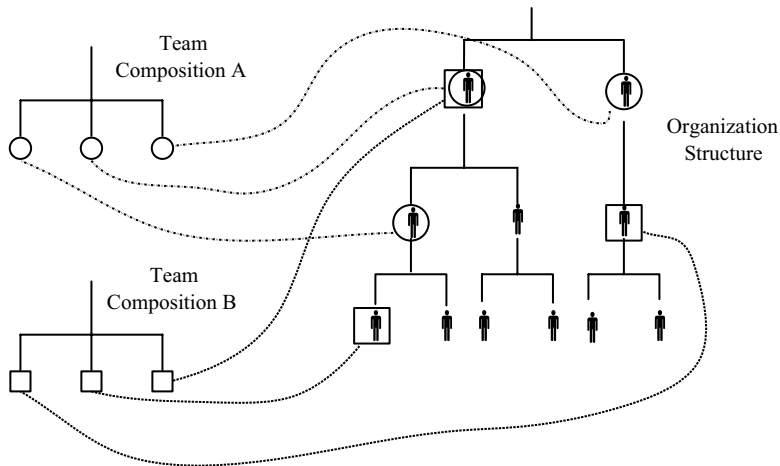 Team
Composition A
Organization
Structure
Team
Composition B